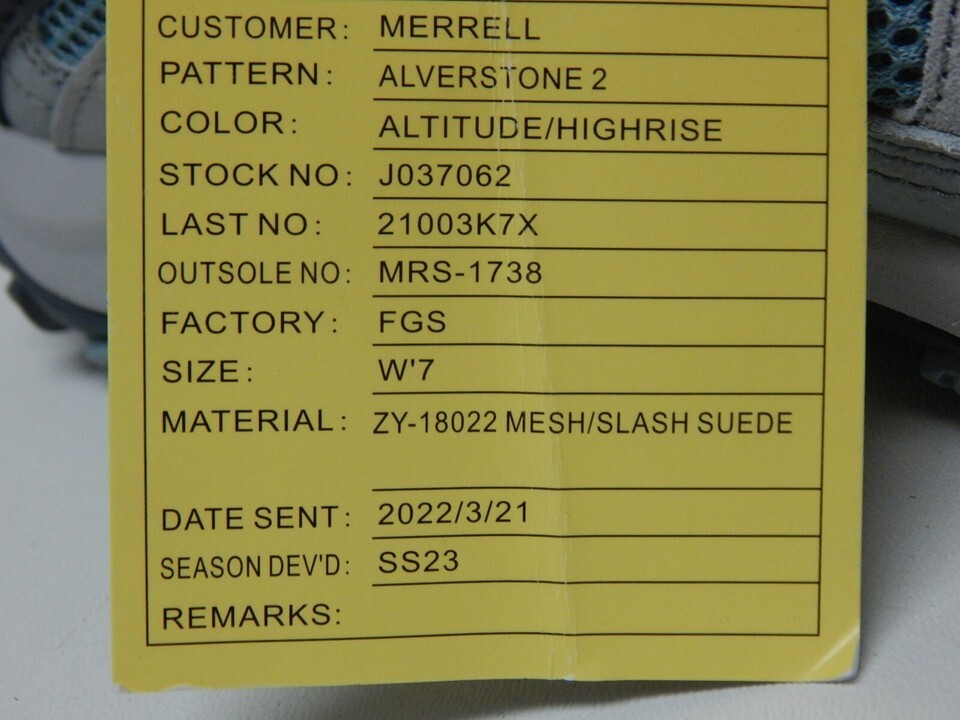 CUSTOMER: MERRELL
PATTERN: ALVERSTONE 2
COLOR: ALTITUDE/HIGHRISE
STOCK NO: J037062
LAST NO: 21003K7X
OUTSOLE NO: MRS-1738
FACTORY: FGS
SIZE: W'7
MATERIAL: ZY-18022 MESH/SLASH SUEDE
DATE SENT: 2022/3/21
SEASON DEV'D: SS23
REMARKS: